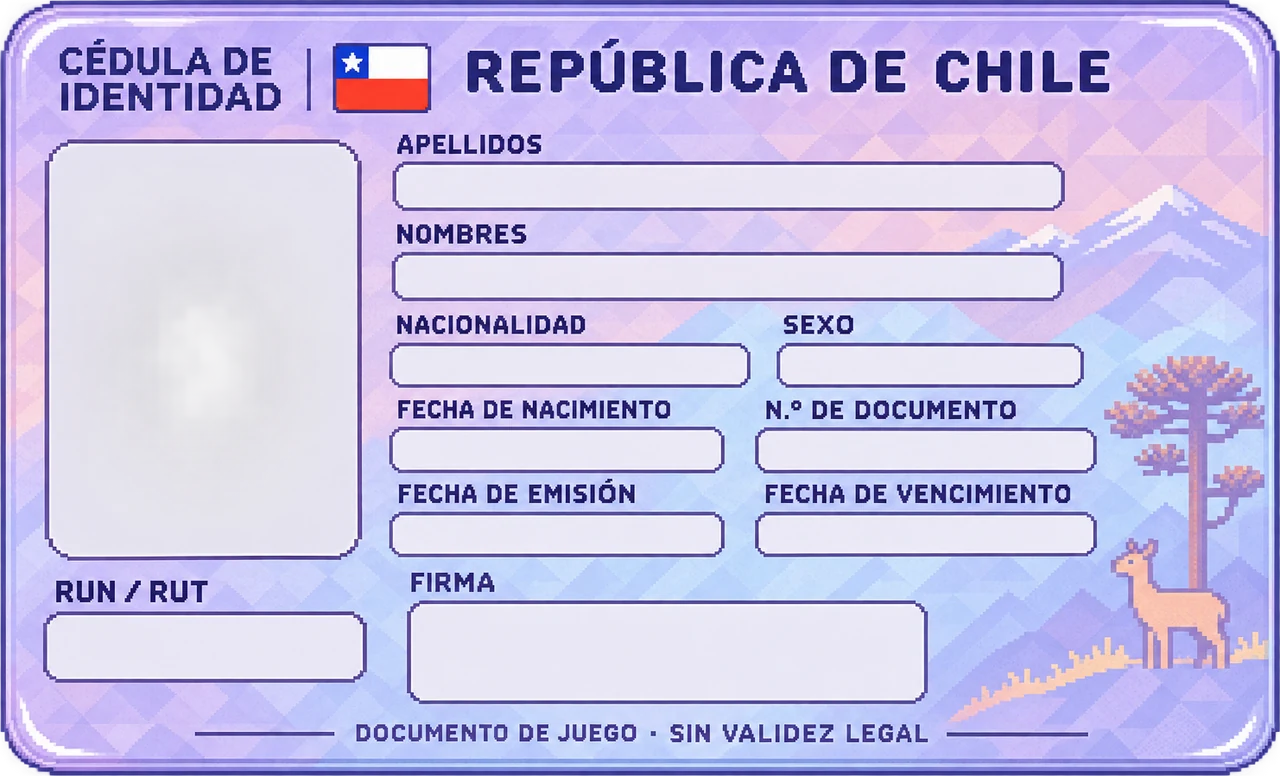 CÉDULA DE
IDENTIDAD
REPÚBLICA DE CHILE
APELLIDOS
NOMBRES
NACIONALIDAD
SEXO
FECHA DE NACIMIENTO
N.º DE DOCUMENTO
FECHA DE EMISIÓN
FECHA DE VENCIMIENTO
RUN / RUT
FIRMA
DOCUMENTO DE JUEGO · SIN VALIDEZ LEGAL